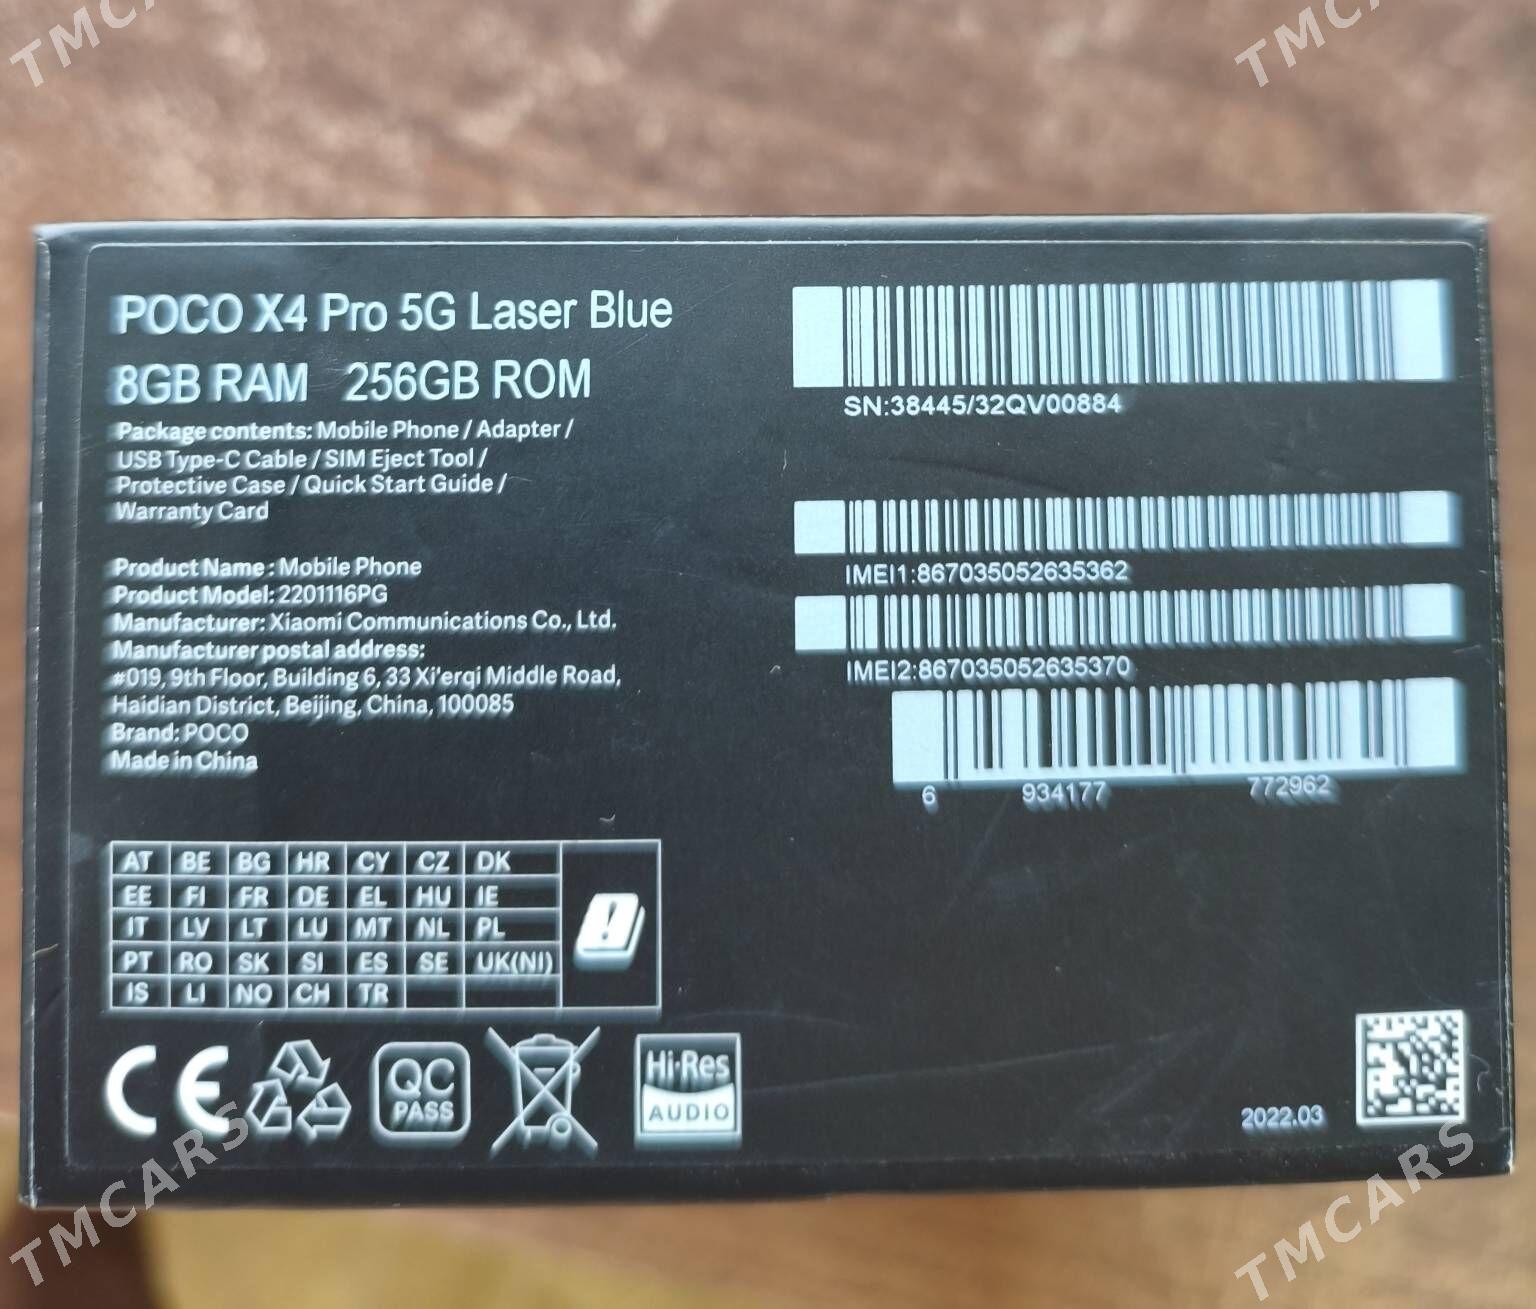 TMCARS
TMCARS
POCO X4 Pro 5G Laser Blue
8GB RAM 256GB ROM
Package contents: Mobile Phone / Adapter /
USB Type-C Cable / SIM Eject Tool /
Protective Case / Quick Start Guide /
Warranty Card
Product Name : Mobile Phone
Product Model: 2201116PG
Manufacturer: Xiaomi Communications Co., Ltd.
Manufacturer postal address:
#019, 9th Floor, Building 6, 33 Xi'erqi Middle Road,
Haidian District, Beijing, China, 100085
Brand: POCO
Made in China
SN:38445/32QV00884
IMEI1:867035052635362
IMEI2:867035052635370
6 934177 772962
AT BE BG HR CY CZ DK
EE FI FR DE EL HU IE
IT LV LT LU MT NL PL
PT RO SK SI ES SE UK(NI)
IS LI NO CH TR
CE
QC
PASS
Hi-Res
AUDIO
2022.03
TMCARS
TMCARS